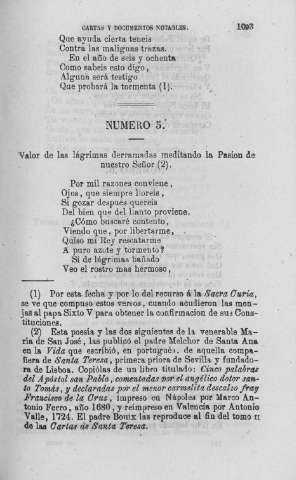 CARTAS Y DOCUMENTOS NOTABLES. 1093
Que ayuda cierta teneis
Contra las malignas trazas.
En el año de seis y ochenta
Como sabeis esto digo,
Alguna será testigo
Que probará la tormenta (1).
NUMERO 5.
Valor de las lágrimas derramadas meditando la Pasion de
nuestro Señor (2).
Por mil razones conviene,
Ojos, que siempre lloreis,
Si gozar despues quereis
Del bien que del llanto proviene.
¿Cómo buscaré contento,
Viendo que, por libertarme,
Quiso mi Rey rescatarme
A puro azote y tormento?
Si de lágrimas bañado
Veo el rostro mas hermoso,
(1) Por esta fecha y por lo del recurso á la Sacra Curia,
se ve que compuso estos versos, cuando acudieron las mon-
jas al papa Sixto V para obtener la confirmacion de sus Cons-
tituciones.
(2) Esta poesía y las dos siguientes de la venerable Ma-
ría de San José, las publicó el padre Melchor de Santa Ana
en la Vida que escribió, en portugués, de aquella compa-
ñera de Santa Teresa, primera priora de Sevilla y fundado-
ra de Lisboa. Copiólas de un libro titulado: Cinco palabras
del Apóstol san Pablo, comentadas por el angélico dotor san-
to Tomás, y declaradas por el menor carmelita descalzo fray
Francisco de la Cruz, impreso en Nápoles por Marco An-
tonio Ferro, año 1680, y reimpreso en Valencia por Antonio
Valle, 1724. El padre Bouix las reproduce al fin del tomo II
de las Cartas de Santa Teresa.